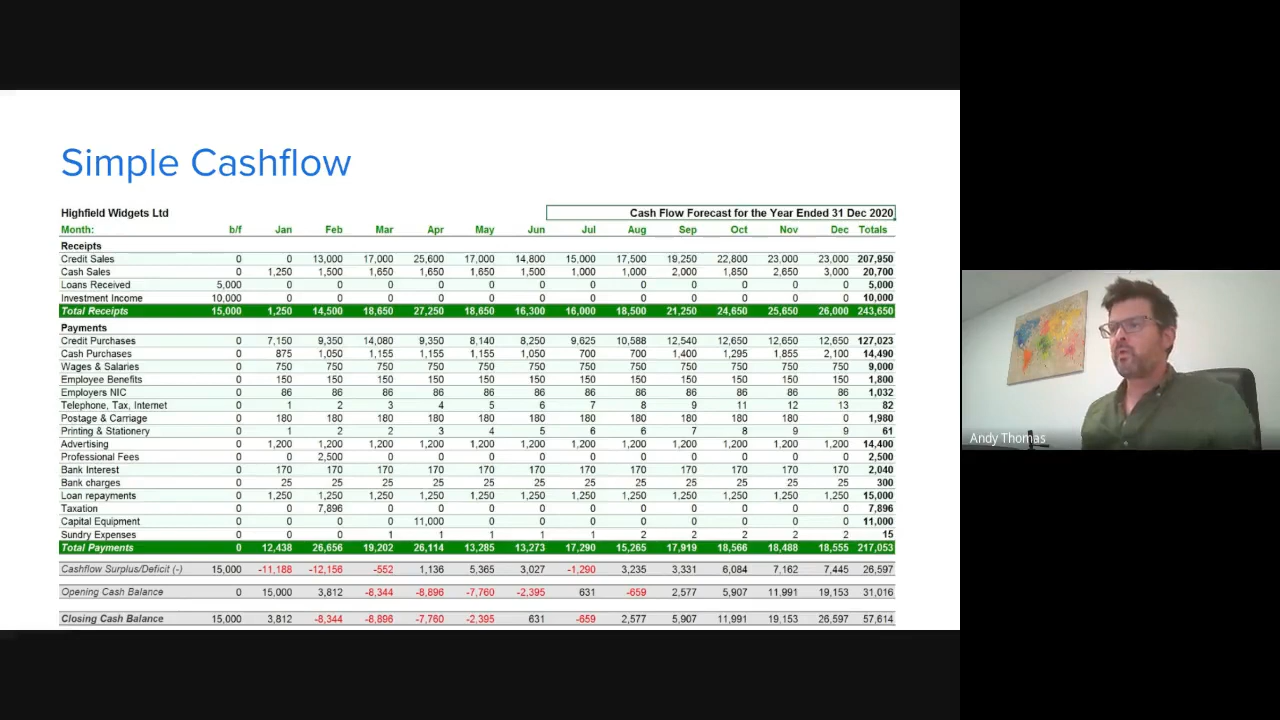 Simple Cashflow
Highfield Widgets Ltd Cash Flow Forecast for the Year Ended 31 Dec 2020
Month: b/f Jan Feb Mar Apr May Jun Jul Aug Sep Oct Nov Dec Totals
Receipts
Credit Sales 0 0 13,000 17,000 25,600 17,000 14,800 15,000 17,500 19,250 22,800 23,000 23,000 207,950
Cash Sales 0 1,250 1,500 1,650 1,650 1,650 1,500 1,000 1,000 2,000 1,850 2,650 3,000 20,700
Loans Received 5,000 0 0 0 0 0 0 0 0 0 0 0 0 5,000
Investment Income 10,000 0 0 0 0 0 0 0 0 0 0 0 0 10,000
Total Receipts 15,000 1,250 14,500 18,650 27,250 18,650 16,300 16,000 18,500 21,250 24,650 25,650 26,000 243,650
Payments
Credit Purchases 0 7,150 9,350 14,080 9,350 8,140 8,250 9,625 10,588 12,540 12,650 12,650 12,650 127,023
Cash Purchases 0 875 1,050 1,155 1,155 1,155 1,050 700 700 1,400 1,295 1,855 2,100 14,490
Wages & Salaries 0 750 750 750 750 750 750 750 750 750 750 750 750 9,000
Employee Benefits 0 150 150 150 150 150 150 150 150 150 150 150 150 1,800
Employers NIC 0 86 86 86 86 86 86 86 86 86 86 86 86 1,032
Telephone, Tax, Internet 0 1 2 3 4 5 6 7 8 9 11 12 13 82
Postage & Carriage 0 180 180 180 180 180 180 180 180 180 180 180 0 1,980
Printing & Stationery 0 1 2 2 3 4 5 6 6 7 8 9 9 61
Advertising 0 1,200 1,200 1,200 1,200 1,200 1,200 1,200 1,200 1,200 1,200 1,200 1,200 14,400
Professional Fees 0 0 2,500 0 0 0 0 0 0 0 0 0 0 2,500
Bank Interest 0 170 170 170 170 170 170 170 170 170 170 170 170 2,040
Bank charges 0 25 25 25 25 25 25 25 25 25 25 25 25 300
Loan repayments 0 1,250 1,250 1,250 1,250 1,250 1,250 1,250 1,250 1,250 1,250 1,250 1,250 15,000
Taxation 0 0 7,896 0 0 0 0 0 0 0 0 0 0 7,896
Capital Equipment 0 0 0 0 11,000 0 0 0 0 0 0 0 0 11,000
Sundry Expenses 0 0 0 1 1 1 1 1 2 2 2 2 2 15
Total Payments 0 12,438 26,656 19,202 26,114 13,285 13,273 17,290 15,265 17,919 18,566 18,488 18,555 217,053
Cashflow Surplus/Deficit (-) 15,000 -11,188 -12,156 -552 1,136 5,365 3,027 -1,290 3,235 3,331 6,084 7,162 7,445 26,597
Opening Cash Balance 0 15,000 3,812 -8,344 -8,896 -7,760 -2,395 631 -659 2,577 5,907 11,991 19,153 31,016
Closing Cash Balance 15,000 3,812 -8,344 -8,896 -7,760 -2,395 631 -659 2,577 5,907 11,991 19,153 26,597 57,614
Andy Thomas